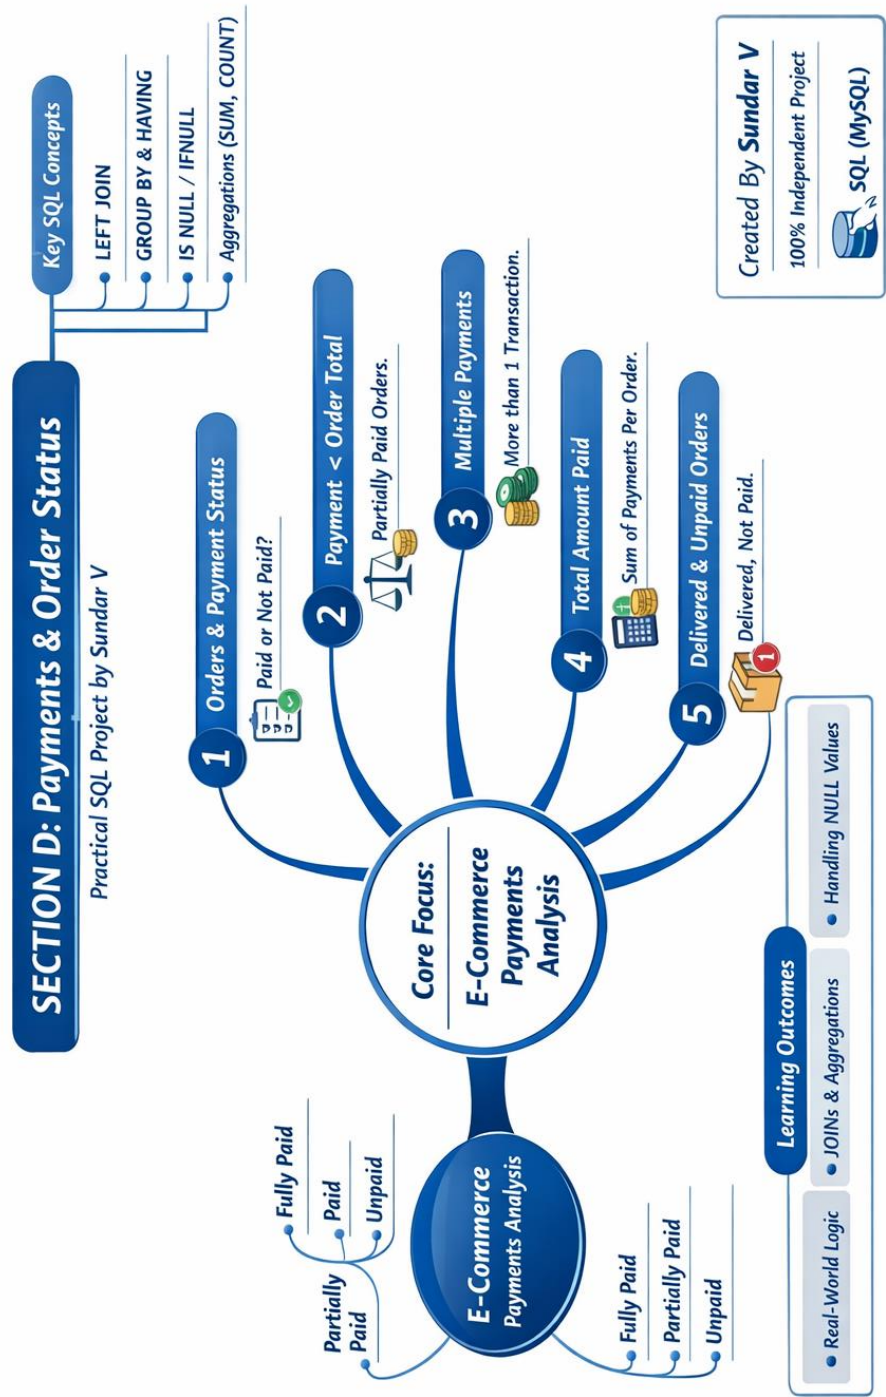 SECTION D: Payments & Order Status
Practical SQL Project by Sundar V
Key SQL Concepts
LEFT JOIN
GROUP BY & HAVING
IS NULL / IFNULL
Aggregations (SUM, COUNT)
1
Orders & Payment Status
Paid or Not Paid?
2
Payment < Order Total
Partially Paid Orders.
3
Multiple Payments
More than 1 Transaction.
4
Total Amount Paid
Sum of Payments Per Order.
5
Delivered & Unpaid Orders
Delivered, Not Paid.
1
Core Focus:
E-Commerce
Payments
Analysis
E-Commerce
Payments Analysis
Partially
Paid
Fully Paid
Paid
Unpaid
Fully Paid
Partially Paid
Unpaid
Learning Outcomes
Real-World Logic
JOINs & Aggregations
Handling NULL Values
Created By Sundar V
100% Independent Project
SQL (MySQL)